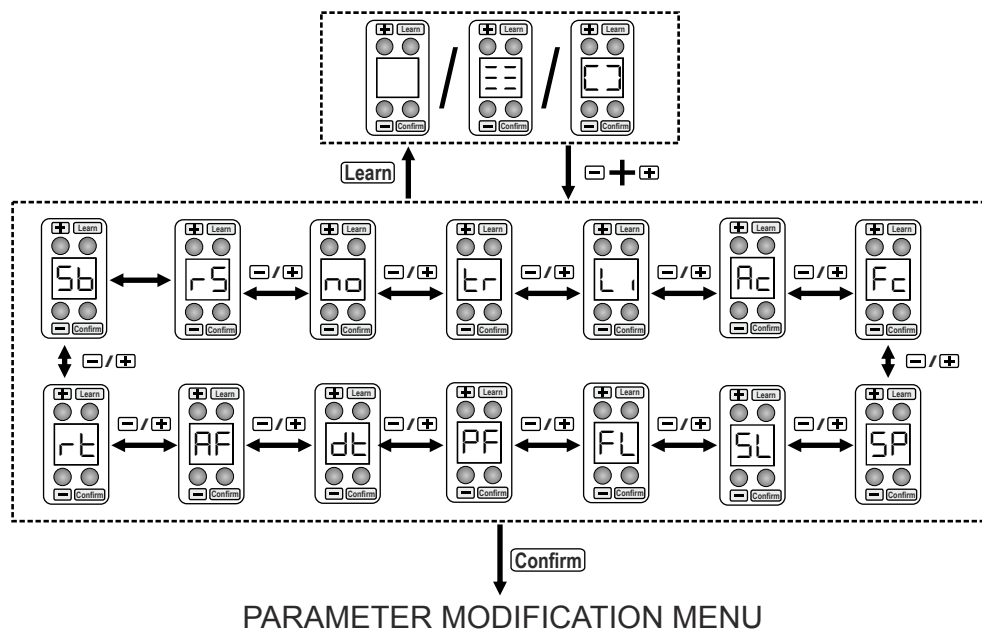 + Learn + Learn + Learn
/ /
[ ]
- Confirm - Confirm - Confirm
Learn - + +
+ Learn + Learn + Learn + Learn + Learn + Learn + Learn
Sb rS -/+ no -/+ tr -/+ Li -/+ Ac -/+ Fc
- Confirm - Confirm - Confirm - Confirm - Confirm - Confirm - Confirm
-/+ -/+
+ Learn + Learn + Learn + Learn + Learn + Learn + Learn
rt -/+ AF -/+ dt -/+ PF -/+ FL -/+ SL -/+ SP
- Confirm - Confirm - Confirm - Confirm - Confirm - Confirm - Confirm
Confirm
PARAMETER MODIFICATION MENU